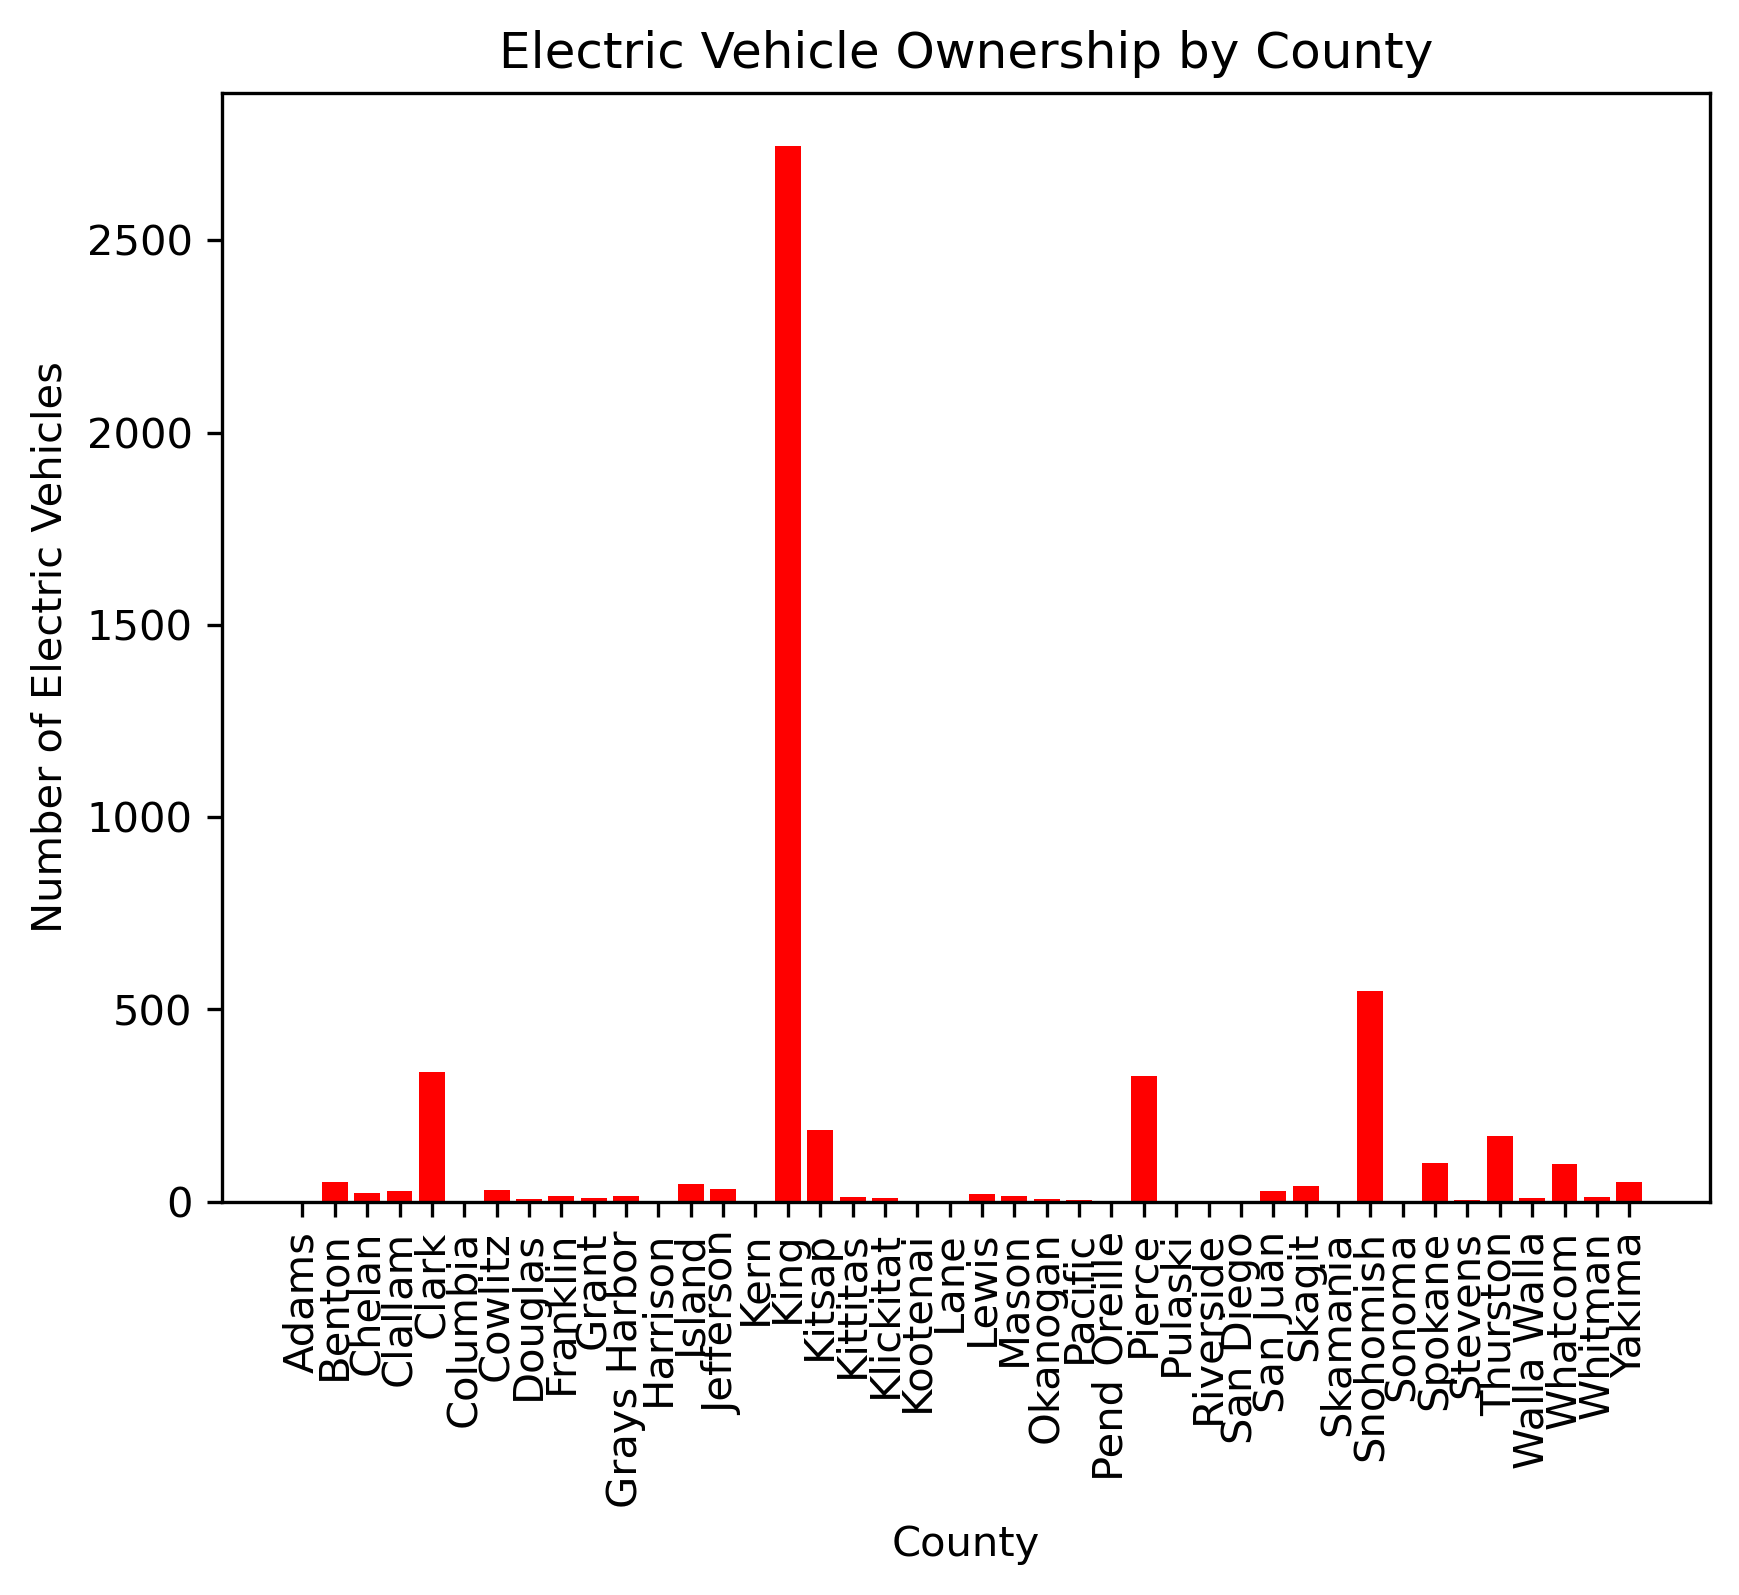 Electric Vehicle Ownership by County
Number of Electric Vehicles
2500
2000
1500
1000
500
0
Adams
Benton
Chelan
Clallam
Clark
Columbia
Cowlitz
Douglas
Franklin
Grant
Grays Harbor
Harrison
Island
Jefferson
Kern
King
Kitsap
Kittitas
Klickitat
Kootenai
Lane
Lewis
Mason
Okanogan
Pacific
Pend Oreille
Pierce
Pulaski
Riverside
San Diego
San Juan
Skagit
Skamania
Snohomish
Sonoma
Spokane
Stevens
Thurston
Walla Walla
Whatcom
Whitman
Yakima
County